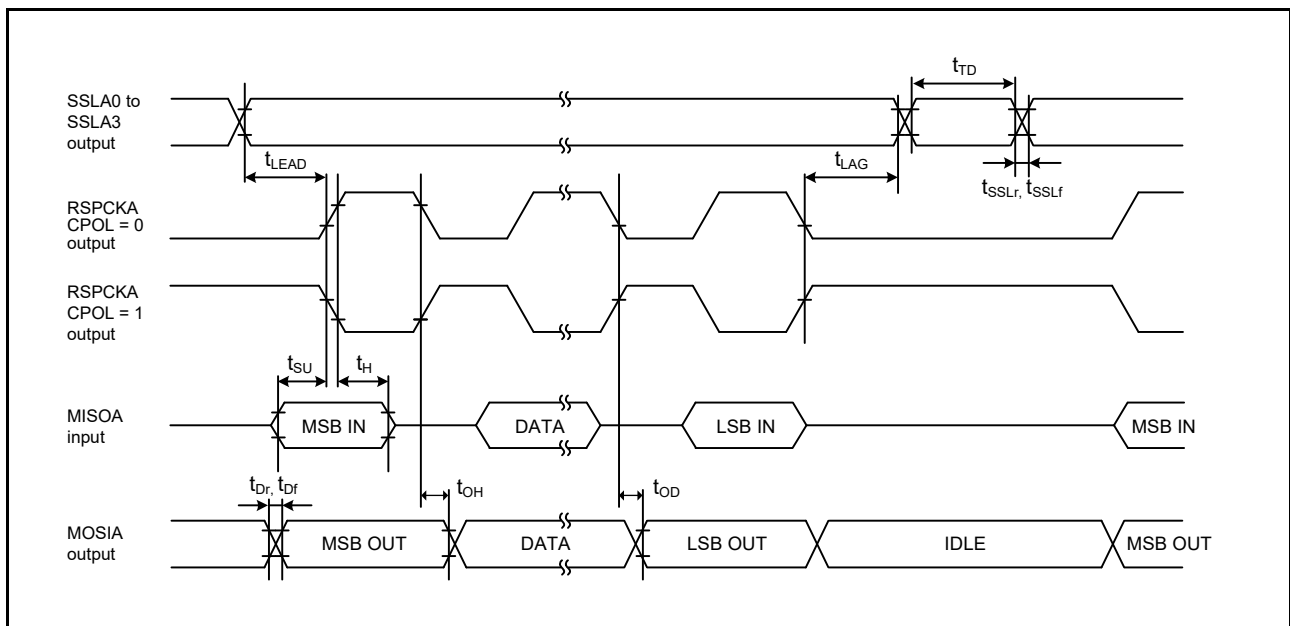 SSLA0 to
SSLA3
output
tTD
tLEAD
tLAG
tSSLr, tSSLf
RSPCKA
CPOL = 0
output
RSPCKA
CPOL = 1
output
tSU
tH
MISOA
input
MSB IN
DATA
LSB IN
MSB IN
tDr, tDf
tOH
tOD
MOSIA
output
MSB OUT
DATA
LSB OUT
IDLE
MSB OUT